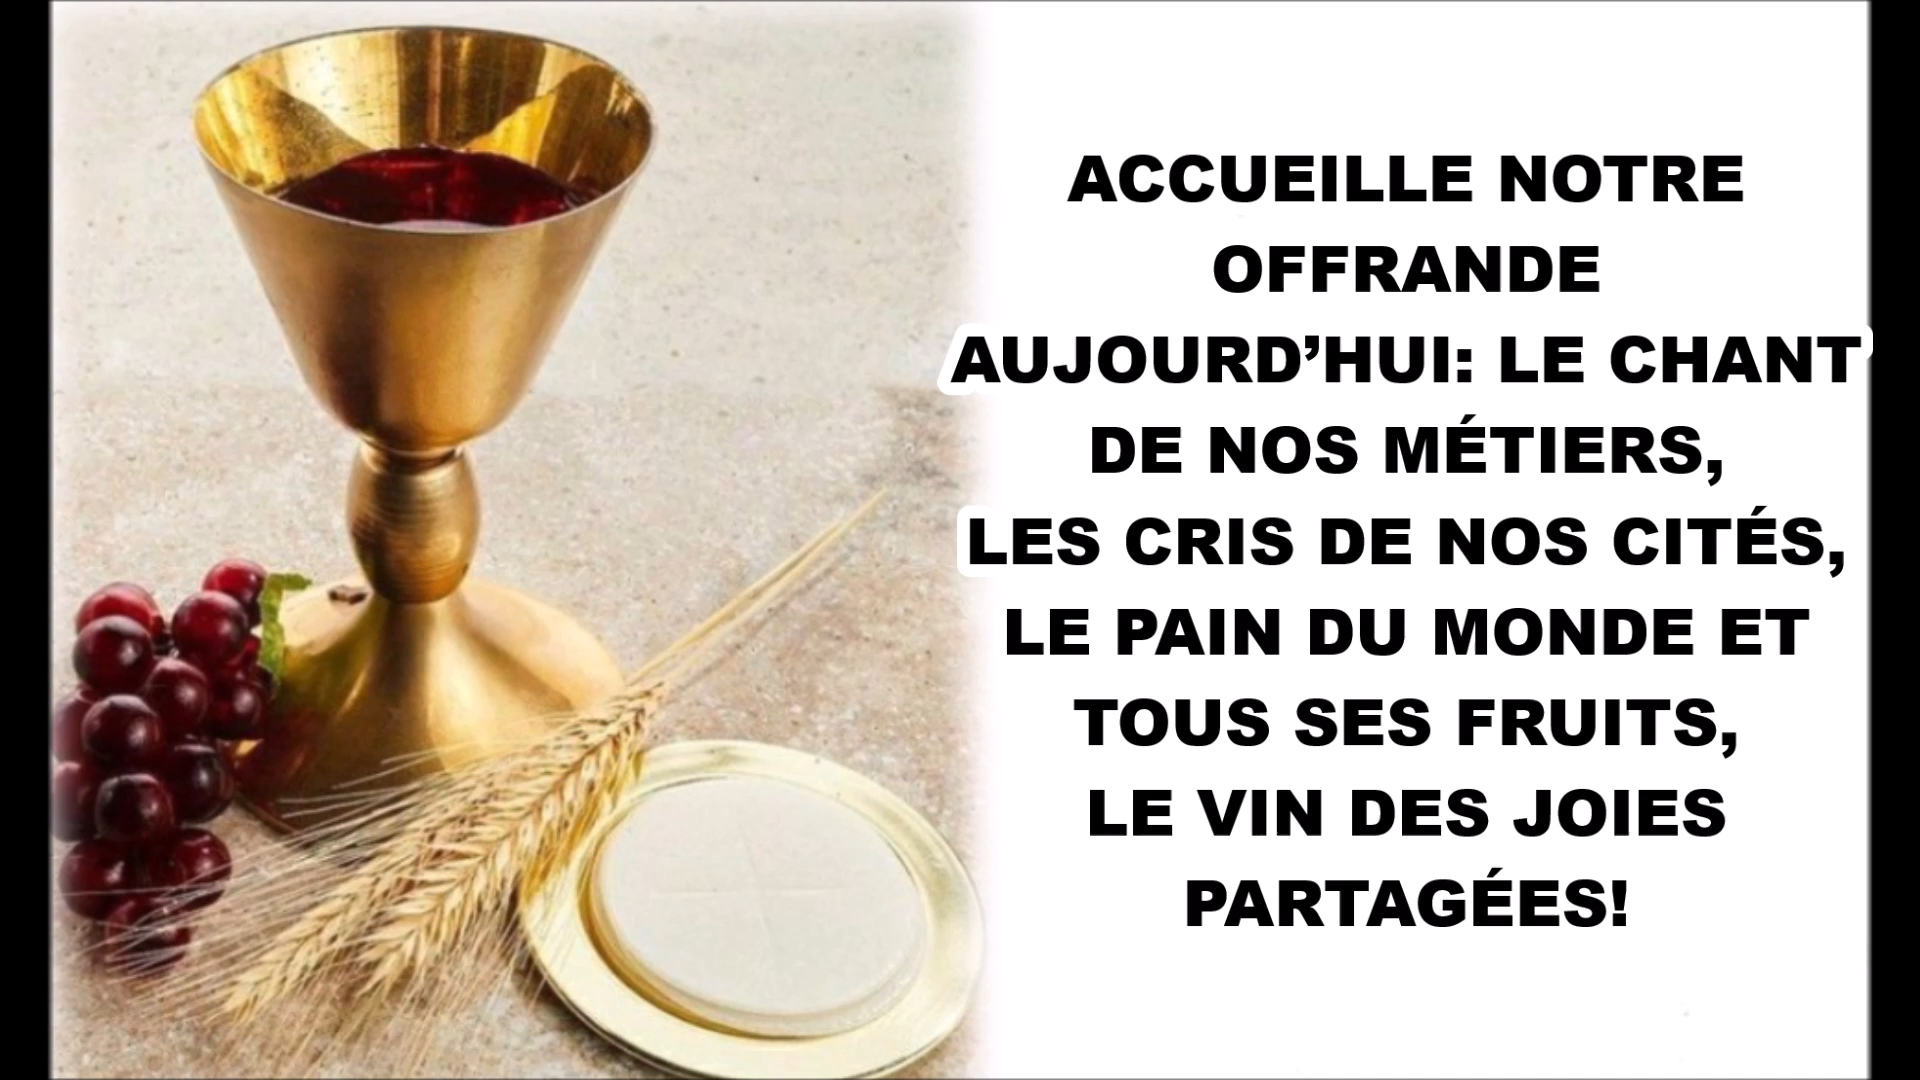 ACCUEILLE NOTRE
OFFRANDE
AUJOURD’HUI: LE CHANT
DE NOS MÉTIERS,
LES CRIS DE NOS CITÉS,
LE PAIN DU MONDE ET
TOUS SES FRUITS,
LE VIN DES JOIES
PARTAGÉES!